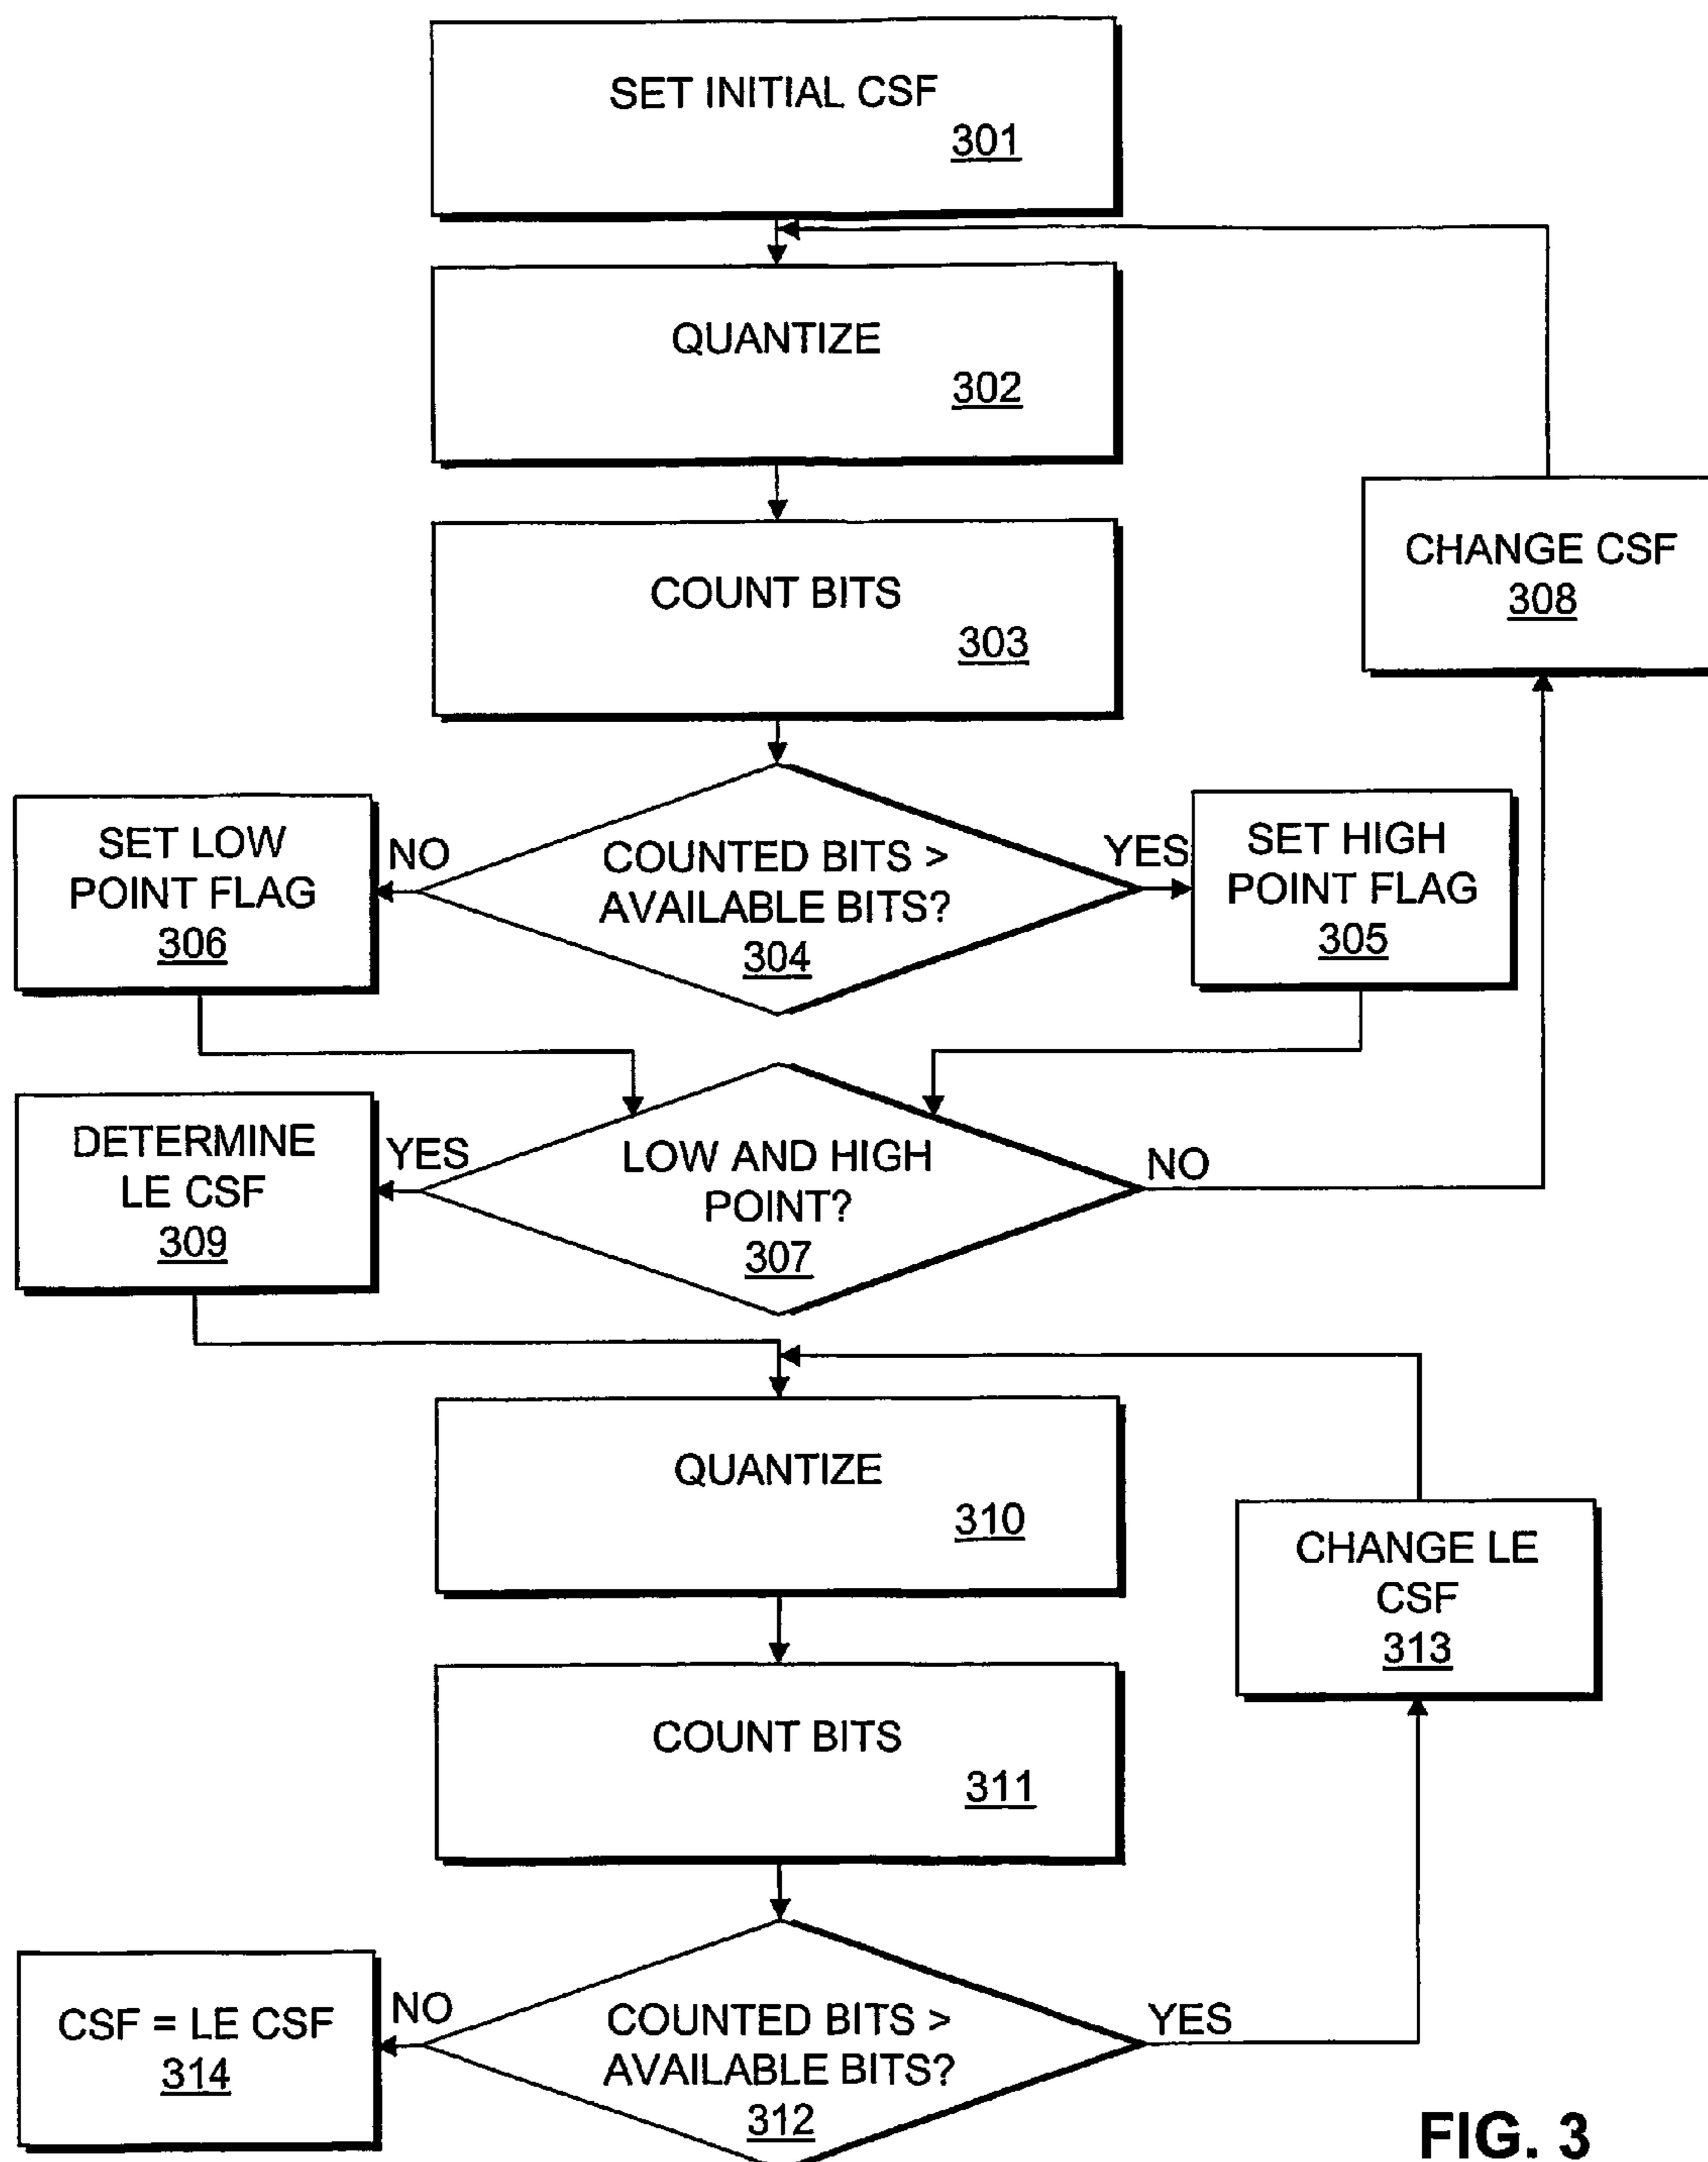 SET INITIAL CSF
301
QUANTIZE
302
COUNT BITS
303
CHANGE CSF
308
SET LOW
POINT FLAG
306
NO
COUNTED BITS >
AVAILABLE BITS?
304
YES
SET HIGH
POINT FLAG
305
DETERMINE
LE CSF
309
YES
LOW AND HIGH
POINT?
307
NO
QUANTIZE
310
CHANGE LE
CSF
313
COUNT BITS
311
CSF = LE CSF
314
NO
COUNTED BITS >
AVAILABLE BITS?
312
YES
FIG. 3